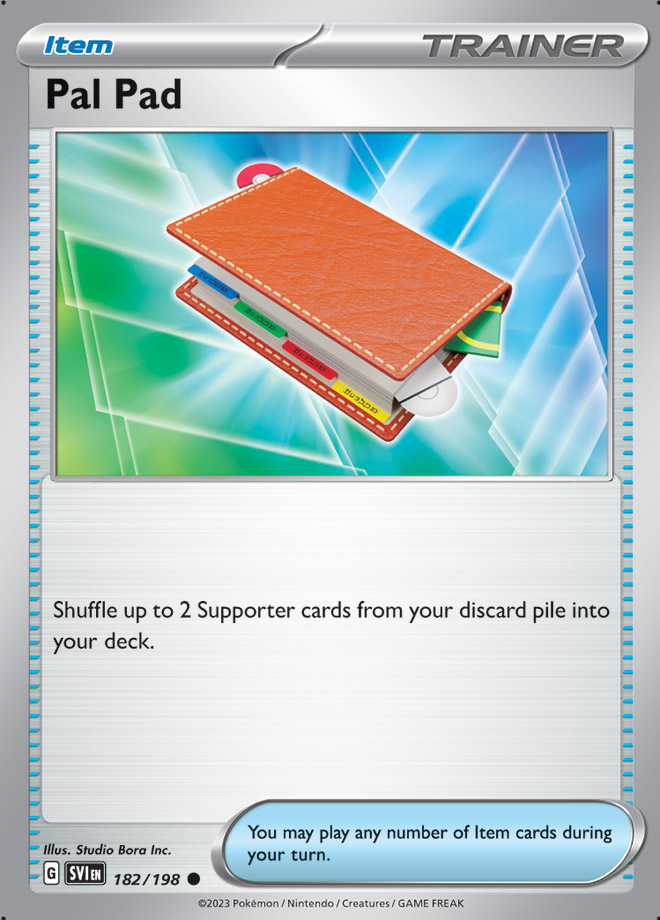 Item
TRAINER
Pal Pad
Shuffle up to 2 Supporter cards from your discard pile into
your deck.
You may play any number of Item cards during
your turn.
Illus. Studio Bora Inc.
G SVI EN 182/198
©2023 Pokémon / Nintendo / Creatures / GAME FREAK